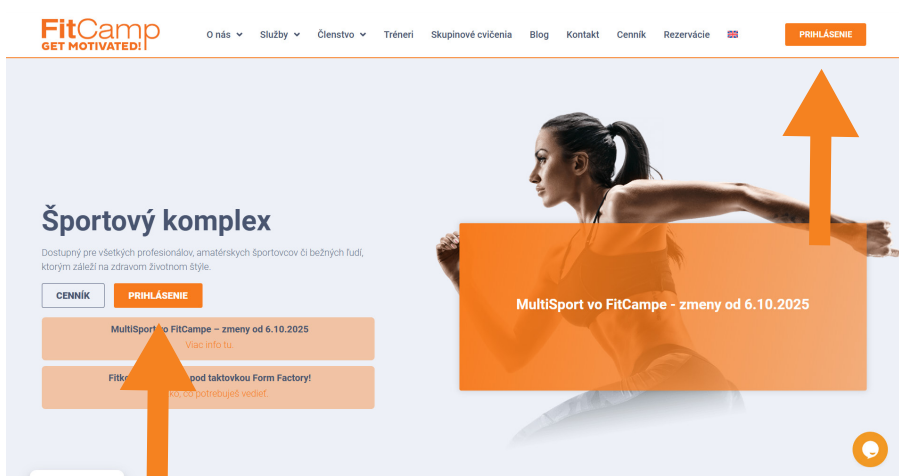 FitCamp
GET MOTIVATED!
O nás Služby Členstvo Tréneri Skupinové cvičenia Blog Kontakt Cenník Rezervácie
PRIHLÁSENIE
Športový komplex
Dostupný pre všetkých profesionálov, amatérskych športovcov či bežných ľudí,
ktorým záleží na zdravom životnom štýle.
CENNÍK PRIHLÁSENIE
MultiSport vo FitCampe – zmeny od 6.10.2025
Viac info tu.
pod taktovkou Form Factory!
čo potrebuješ vedieť.
MultiSport vo FitCampe - zmeny od 6.10.2025